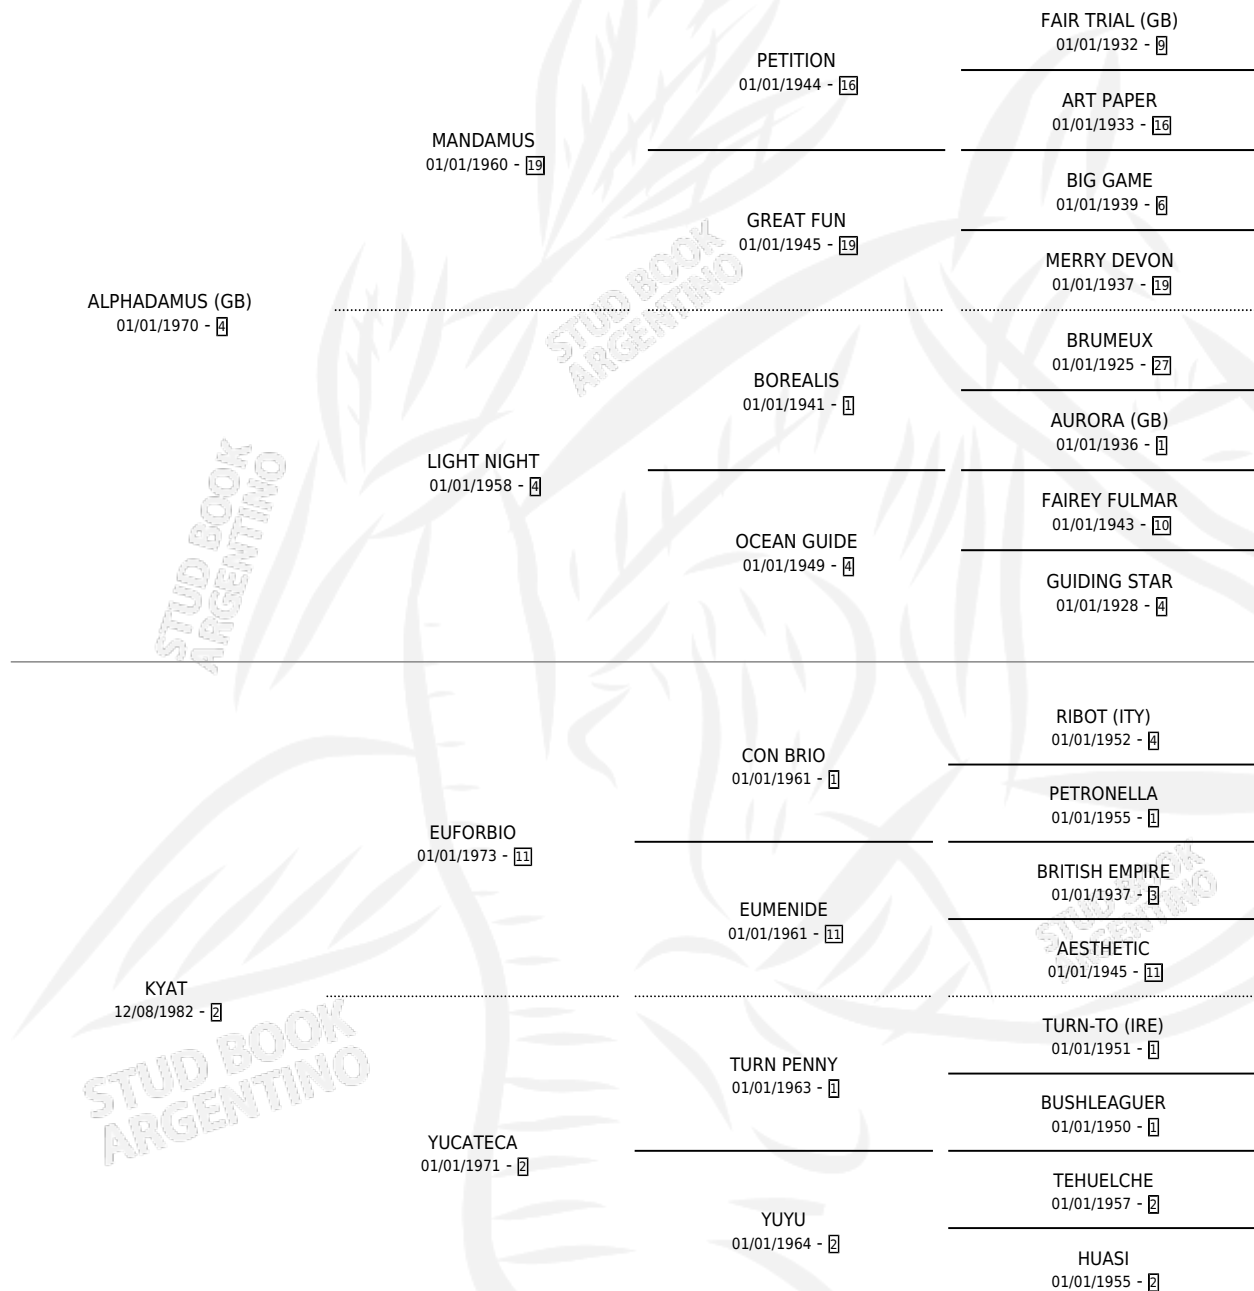 FAIR TRIAL (GB)
01/01/1932 - 9
PETITION
01/01/1944 - 16
ART PAPER
01/01/1933 - 16
MANDAMUS
01/01/1960 - 19
BIG GAME
01/01/1939 - 6
GREAT FUN
01/01/1945 - 19
MERRY DEVON
01/01/1937 - 19
ALPHADAMUS (GB)
01/01/1970 - 4
BRUMEUX
01/01/1925 - 27
BOREALIS
01/01/1941 - 1
AURORA (GB)
01/01/1936 - 1
LIGHT NIGHT
01/01/1958 - 4
FAIREY FULMAR
01/01/1943 - 10
OCEAN GUIDE
01/01/1949 - 4
GUIDING STAR
01/01/1928 - 4
RIBOT (ITY)
01/01/1952 - 4
CON BRIO
01/01/1961 - 1
PETRONELLA
01/01/1955 - 1
EUFORBIO
01/01/1973 - 11
BRITISH EMPIRE
01/01/1937 - 3
EUMENIDE
01/01/1961 - 11
AESTHETIC
01/01/1945 - 11
KYAT
12/08/1982 - 2
TURN-TO (IRE)
01/01/1951 - 1
TURN PENNY
01/01/1963 - 1
BUSHLEAGUER
01/01/1950 - 1
YUCATECA
01/01/1971 - 2
TEHUELCHE
01/01/1957 - 2
YUYU
01/01/1964 - 2
HUASI
01/01/1955 - 2
STUD BOOK
ARGENTINO
STUD BOOK
ARGENTINO
STUD BOOK
ARGENTINO
STUD BOOK
ARGENTINO